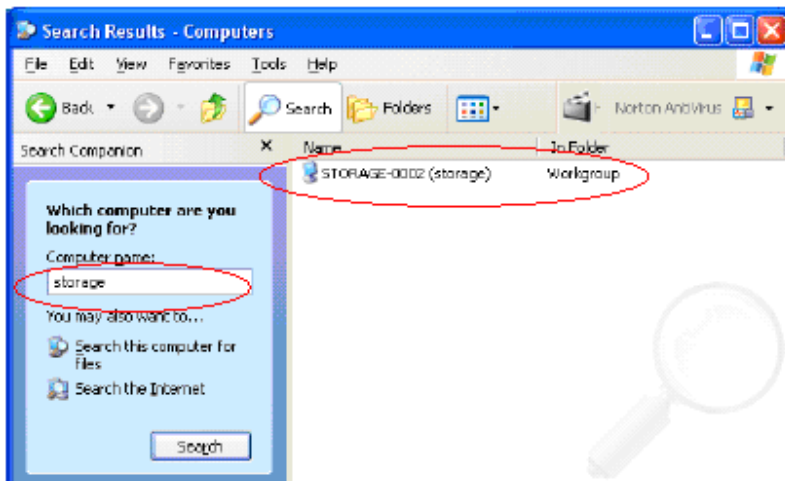 Search Results - Computers
File Edit View Favorites Tools Help
Back Search Folders Norton AntiVirus
Search Companion
Name In Folder
STORAGE-0002 (storage) Workgroup
Which computer are you
looking for?
Computer name:
storage
You may also want to...
Search this computer for
files
Search the Internet
Search